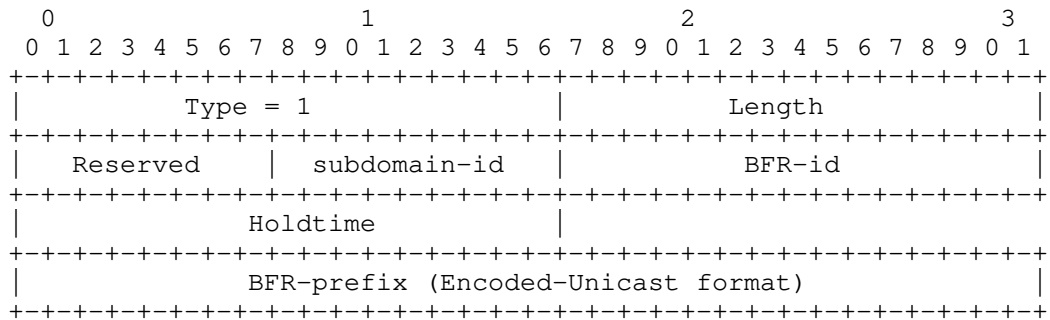 0                   1                   2                   3
0 1 2 3 4 5 6 7 8 9 0 1 2 3 4 5 6 7 8 9 0 1 2 3 4 5 6 7 8 9 0 1
+-+-+-+-+-+-+-+-+-+-+-+-+-+-+-+-+-+-+-+-+-+-+-+-+-+-+-+-+-+-+-+-+
|          Type = 1               |          Length             |
+-+-+-+-+-+-+-+-+-+-+-+-+-+-+-+-+-+-+-+-+-+-+-+-+-+-+-+-+-+-+-+-+
|   Reserved    |  subdomain-id   |           BFR-id            |
+-+-+-+-+-+-+-+-+-+-+-+-+-+-+-+-+-+-+-+-+-+-+-+-+-+-+-+-+-+-+-+-+
|              Holdtime           |
+-+-+-+-+-+-+-+-+-+-+-+-+-+-+-+-+-+-+-+-+-+-+-+-+-+-+-+-+-+-+-+-+
|              BFR-prefix (Encoded-Unicast format)              |
+-+-+-+-+-+-+-+-+-+-+-+-+-+-+-+-+-+-+-+-+-+-+-+-+-+-+-+-+-+-+-+-+